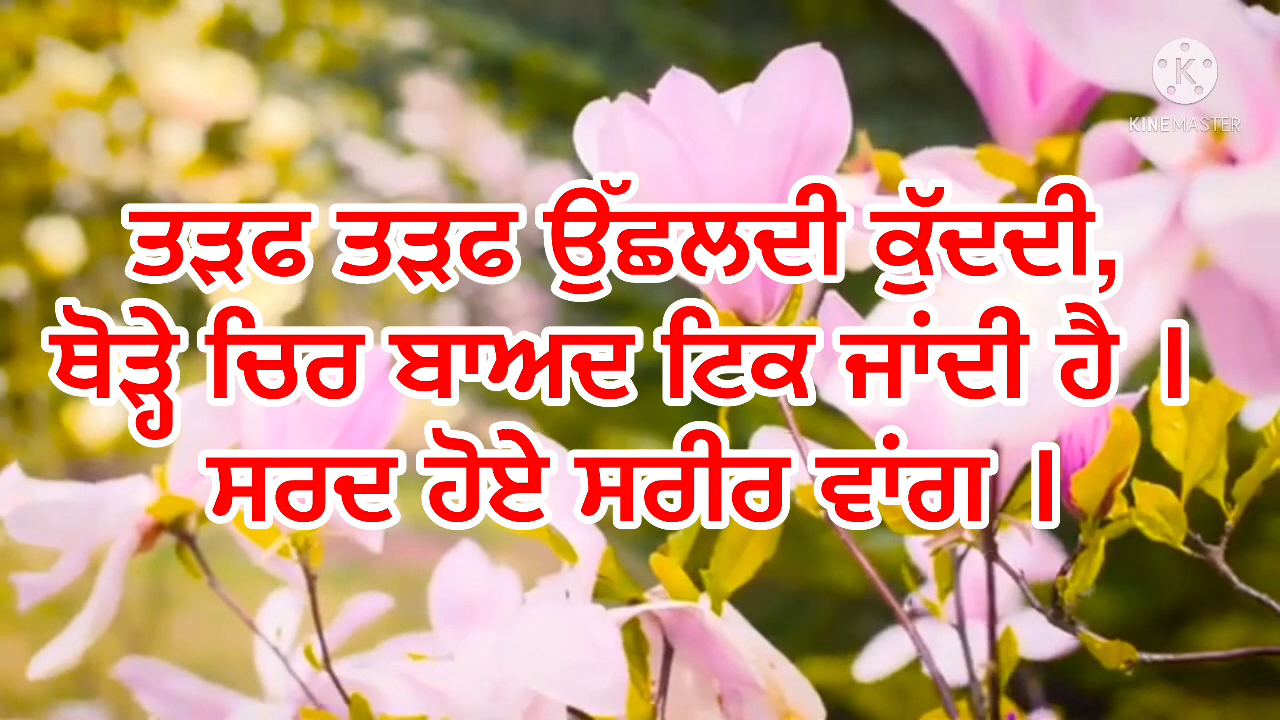 KINEMASTER
ਤੜਫ ਤੜਫ ਉੱਛਲਦੀ ਕੁੱਦਦੀ,
ਥੋੜ੍ਹੇ ਚਿਰ ਬਾਅਦ ਟਿਕ ਜਾਂਦੀ ਹੈ ।
ਸਰਦ ਹੋਏ ਸਰੀਰ ਵਾਂਗ ।